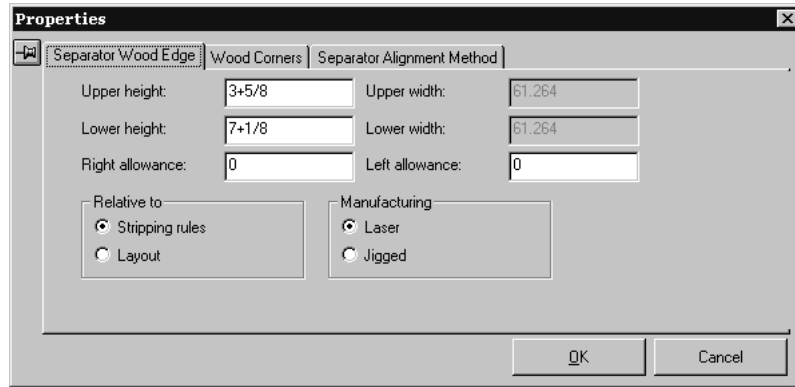 Properties
Separator Wood Edge Wood Corners Separator Alignment Method
Upper height: 3+5/8 Upper width: 61.264
Lower height: 7+1/8 Lower width: 61.264
Right allowance: 0 Left allowance: 0
Relative to Manufacturing
Stripping rules Laser
Layout Jigged
OK Cancel